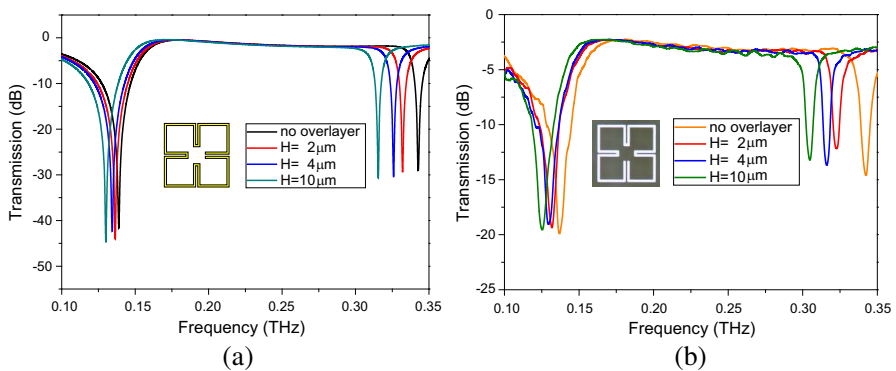 0
-10
-20
-30
-40
-50
Transmission (dB)
no overlayer
H= 2μm
H= 4μm
H=10μm
0.10
0.15
0.20
0.25
0.30
0.35
Frequency (THz)
(a)
0
-5
-10
-15
-20
-25
Transmission (dB)
no overlayer
H= 2μm
H= 4μm
H=10μm
0.10
0.15
0.20
0.25
0.30
0.35
Frequency (THz)
(b)